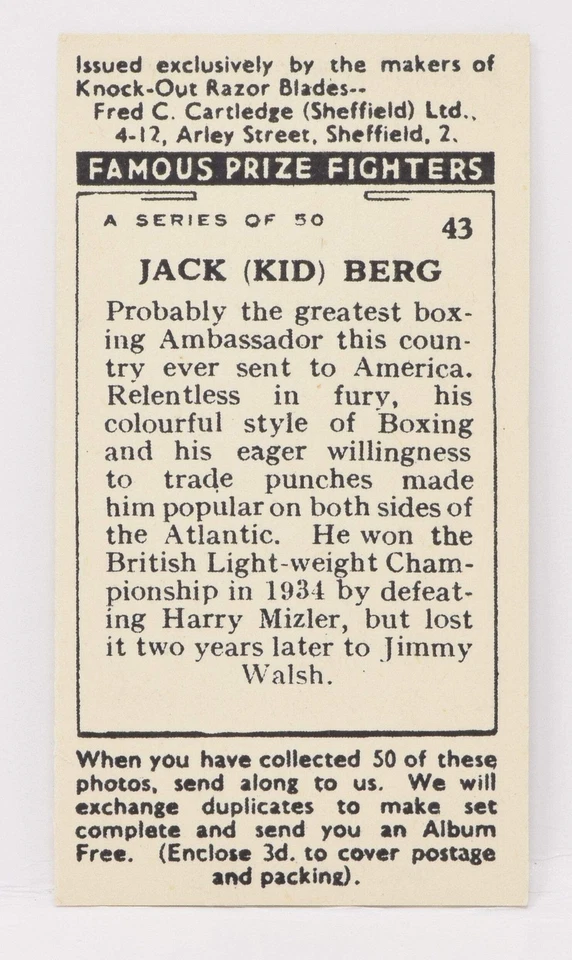 Issued exclusively by the makers of
Knock-Out Razor Blades--
Fred C. Cartledge (Sheffield) Ltd.,
4-12, Arley Street, Sheffield, 2.
FAMOUS PRIZE FIGHTERS
A SERIES OF 50
43
JACK (KID) BERG
Probably the greatest box-
ing Ambassador this coun-
try ever sent to America.
Relentless in fury, his
colourful style of Boxing
and his eager willingness
to trade punches made
him popular on both sides of
the Atlantic. He won the
British Light-weight Cham-
pionship in 1934 by defeat-
ing Harry Mizler, but lost
it two years later to Jimmy
Walsh.
When you have collected 50 of these
photos, send along to us. We will
exchange duplicates to make set
complete and send you an Album
Free. (Enclose 3d. to cover postage
and packing).